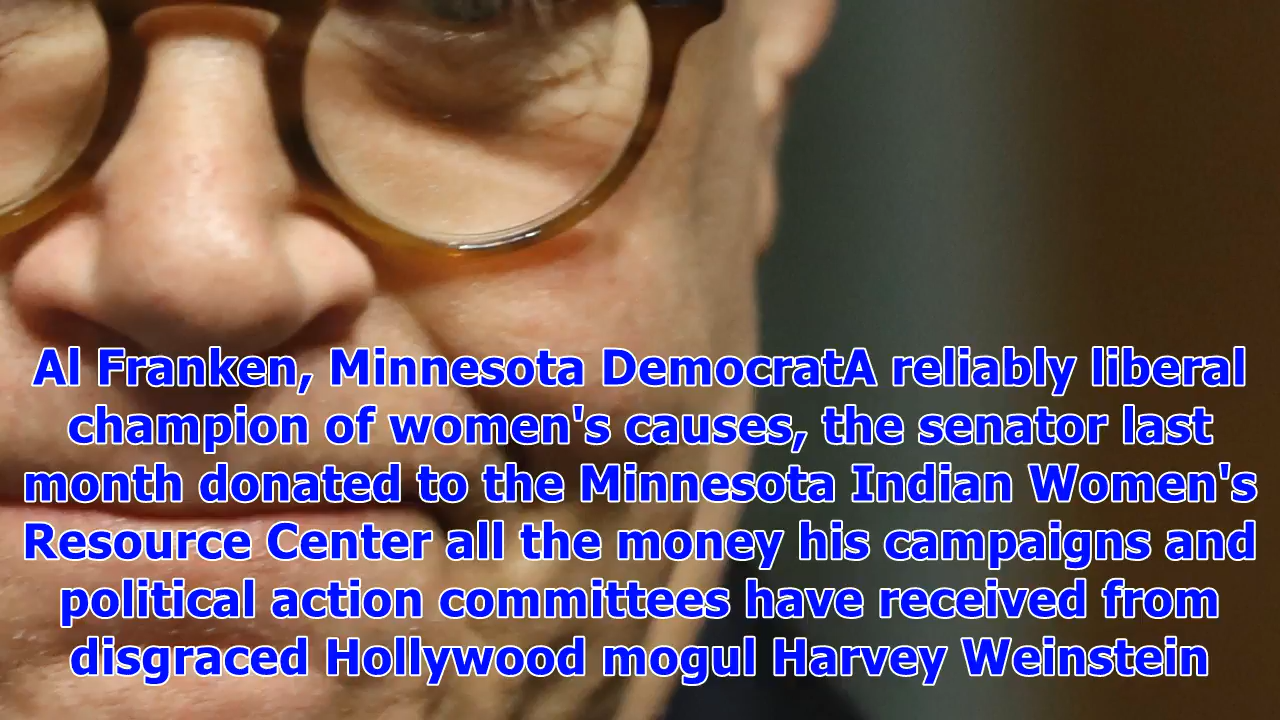 Al Franken, Minnesota DemocratA reliably liberal
champion of women's causes, the senator last
month donated to the Minnesota Indian Women's
Resource Center all the money his campaigns and
political action committees have received from
disgraced Hollywood mogul Harvey Weinstein